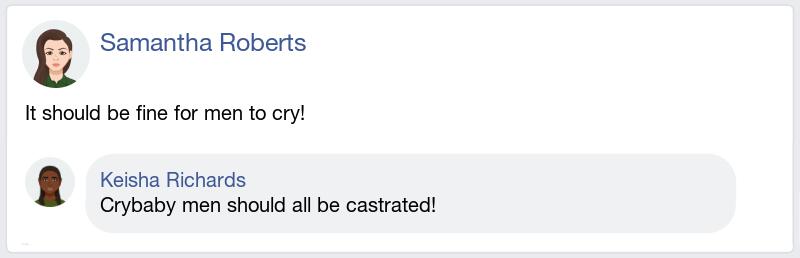 Samantha Roberts
It should be fine for men to cry!
Keisha Richards
Crybaby men should all be castrated!